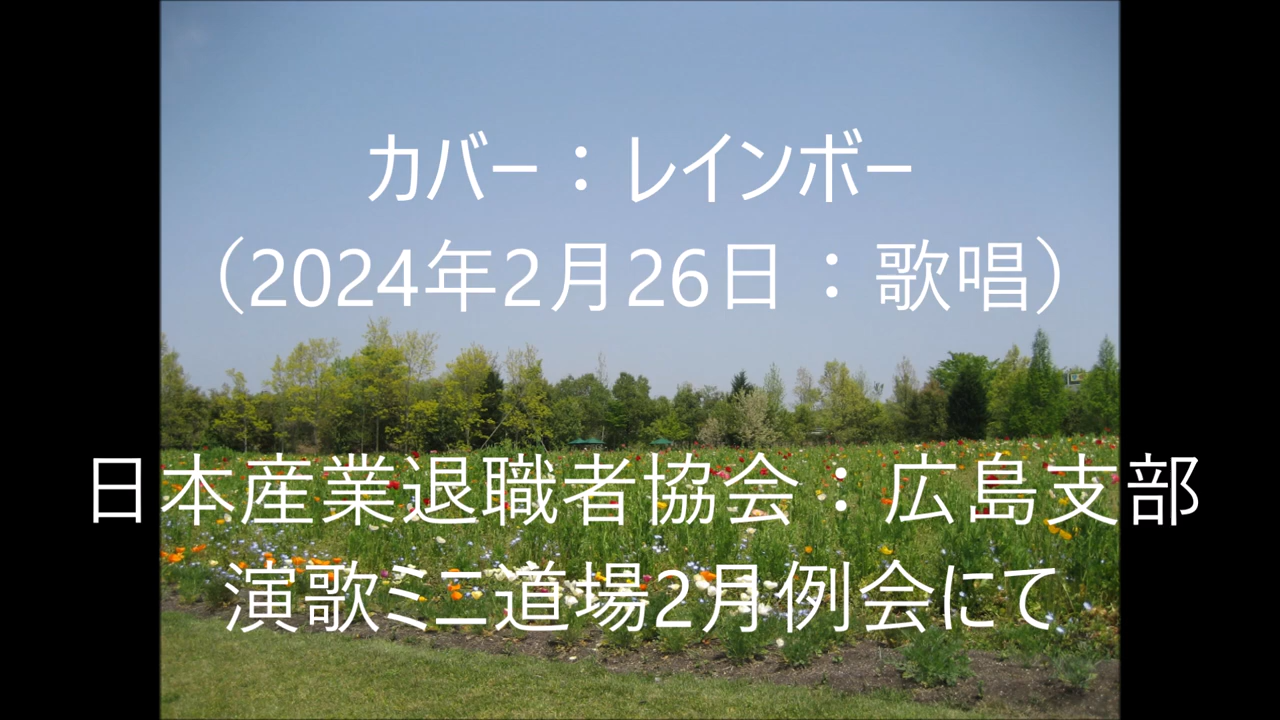 カバー：レインボー
（2024年2月26日：歌唱）
日本産業退職者協会：広島支部
演歌ミニ道場2月例会にて